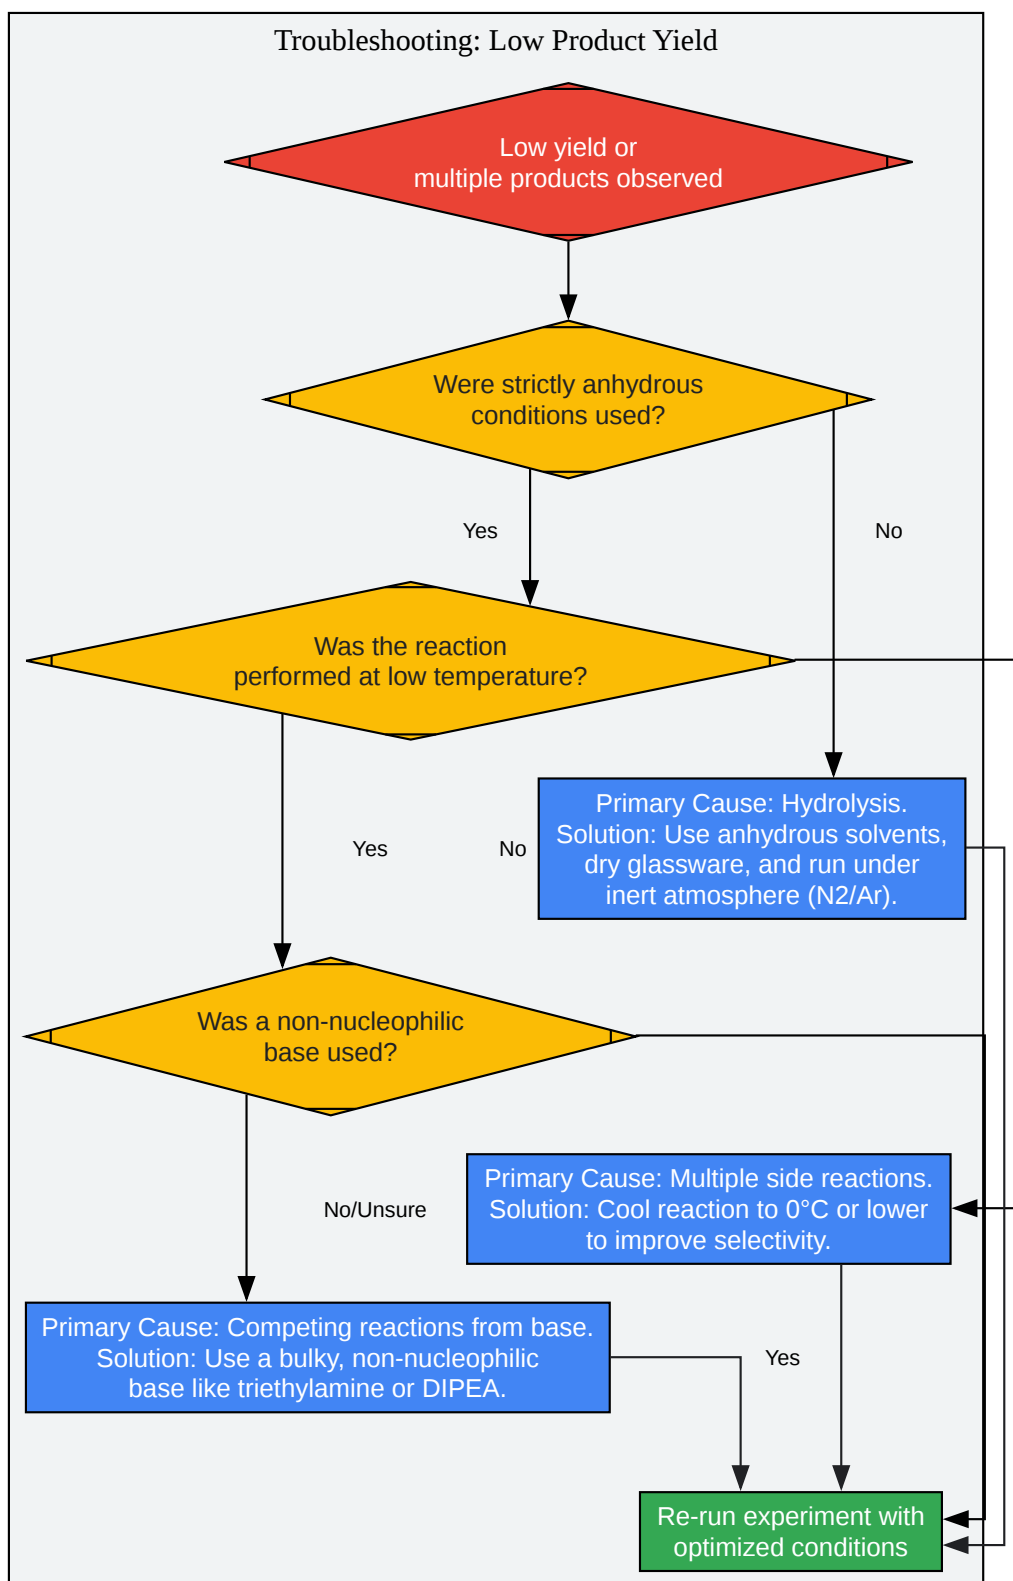 Troubleshooting: Low Product Yield
Low yield or
multiple products observed
Were strictly anhydrous
conditions used?
Yes
No
Was the reaction
performed at low temperature?
Primary Cause: Hydrolysis.
Solution: Use anhydrous solvents,
dry glassware, and run under
inert atmosphere (N2/Ar).
Yes
No
Was a non-nucleophilic
base used?
Primary Cause: Multiple side reactions.
Solution: Cool reaction to 0°C or lower
to improve selectivity.
No/Unsure
Primary Cause: Competing reactions from base.
Solution: Use a bulky, non-nucleophilic
base like triethylamine or DIPEA.
Yes
Re-run experiment with
optimized conditions